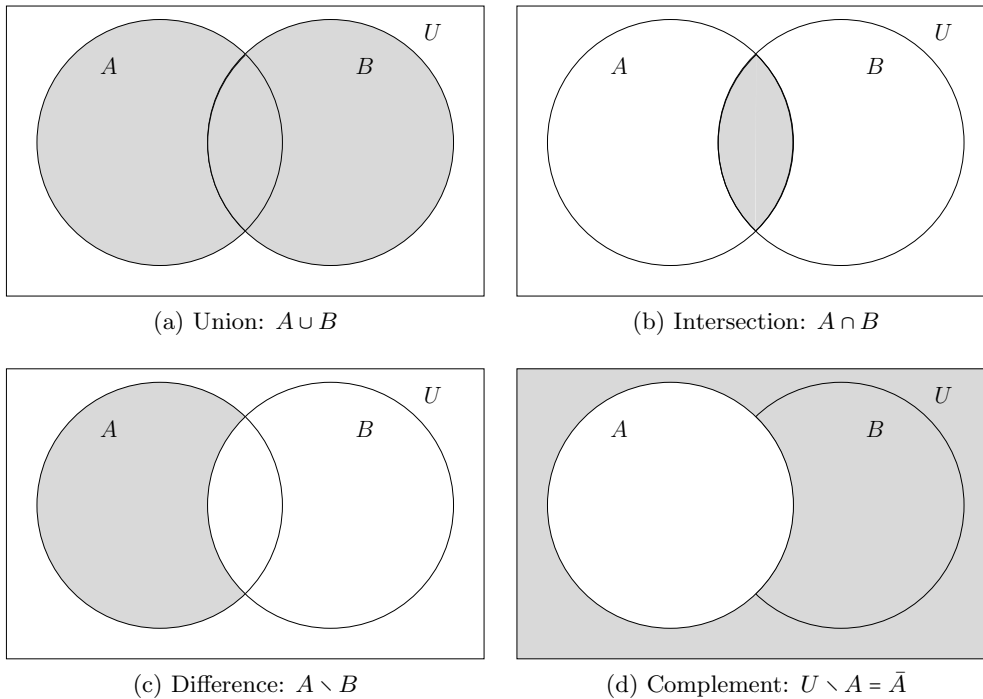 A B U
A B U
(a) Union: A ∪ B
(b) Intersection: A ∩ B
A B U
A B U
(c) Difference: A ∖ B
(d) Complement: U ∖ A = Ā